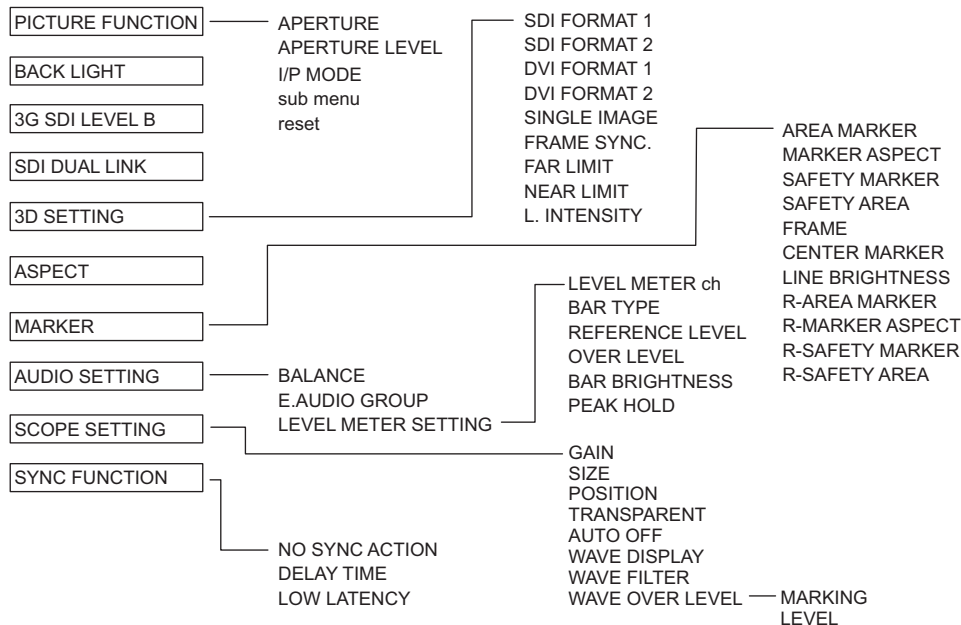 PICTURE FUNCTION
APERTURE
APERTURE LEVEL
I/P MODE
sub menu
reset
BACK LIGHT
3G SDI LEVEL B
SDI DUAL LINK
3D SETTING
SDI FORMAT 1
SDI FORMAT 2
DVI FORMAT 1
DVI FORMAT 2
SINGLE IMAGE
FRAME SYNC.
FAR LIMIT
NEAR LIMIT
L. INTENSITY
ASPECT
MARKER
AREA MARKER
MARKER ASPECT
SAFETY MARKER
SAFETY AREA
FRAME
CENTER MARKER
LINE BRIGHTNESS
R-AREA MARKER
R-MARKER ASPECT
R-SAFETY MARKER
R-SAFETY AREA
AUDIO SETTING
BALANCE
E.AUDIO GROUP
LEVEL METER SETTING
LEVEL METER ch
BAR TYPE
REFERENCE LEVEL
OVER LEVEL
BAR BRIGHTNESS
PEAK HOLD
SCOPE SETTING
GAIN
SIZE
POSITION
TRANSPARENT
AUTO OFF
WAVE DISPLAY
WAVE FILTER
WAVE OVER LEVEL
MARKING
LEVEL
SYNC FUNCTION
NO SYNC ACTION
DELAY TIME
LOW LATENCY